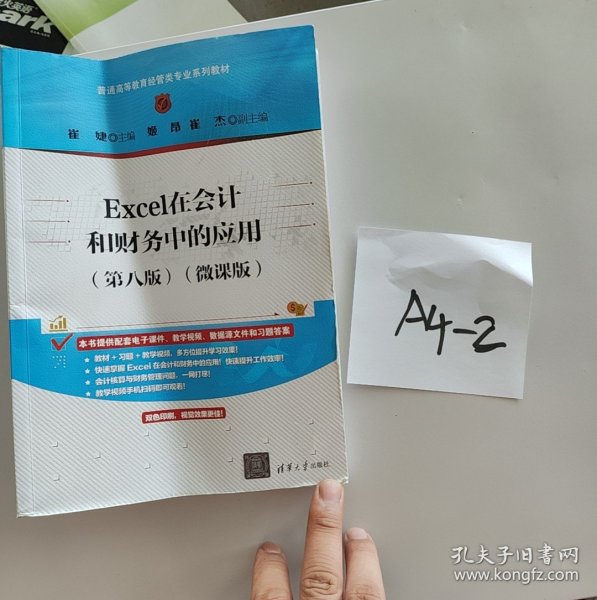 火英语
ark
普通高等教育经管类专业系列教材
崔 婕◎主编 姬 昂 崔 杰◎副主编
Excel在会计
和财务中的应用
(第八版)(微课版)
本书提供配套电子课件、教学视频、数据源文件和习题答案
★ 教材+习题+教学视频,多方位提升学习效果!
★ 快速掌握Excel在会计和财务中的应用!快速提升工作效率!
★ 会计核算与财务管理问题,一网打尽!
★ 教学视频手机扫码即可观看!
双色印刷,视觉效果更佳!
清华大学出版社
A4-2
孔夫子旧书网
www.kongfz.com